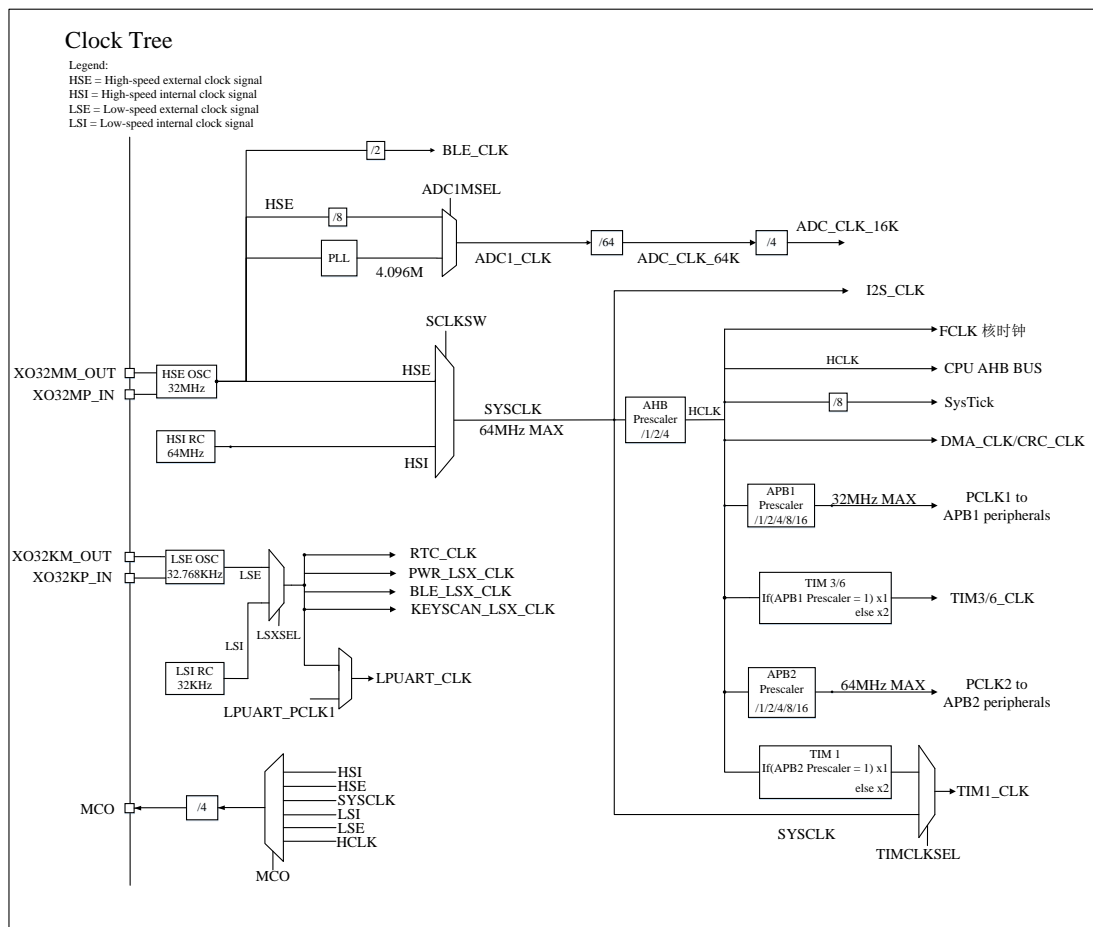 Clock Tree
Legend:
HSE = High-speed external clock signal
HSI = High-speed internal clock signal
LSE = Low-speed external clock signal
LSI = Low-speed internal clock signal
/2
BLE_CLK
ADC1MSEL
HSE
/8
PLL
4.096M
ADC1_CLK
/64
ADC_CLK_64K
/4
ADC_CLK_16K
I2S_CLK
SCLKSW
XO32MM_OUT
XO32MP_IN
HSE OSC
32MHz
HSE
HSI RC
64MHz
HSI
SYSCLK
64MHz MAX
AHB
Prescaler
/1/2/4
HCLK
FCLK 核时钟
HCLK
CPU AHB BUS
/8
SysTick
DMA_CLK/CRC_CLK
APB1
Prescaler
/1/2/4/8/16
32MHz MAX
PCLK1 to
APB1 peripherals
XO32KM_OUT
XO32KP_IN
LSE OSC
32.768KHz
LSE
LSXSEL
LSI
LSI RC
32KHz
RTC_CLK
PWR_LSX_CLK
BLE_LSX_CLK
KEYSCAN_LSX_CLK
LPUART_CLK
LPUART_PCLK1
TIM 3/6
If(APB1 Prescaler = 1) x1
else x2
TIM3/6_CLK
APB2
Prescaler
/1/2/4/8/16
64MHz MAX
PCLK2 to
APB2 peripherals
TIM 1
If(APB2 Prescaler = 1) x1
else x2
TIM1_CLK
SYSCLK
TIMCLKSEL
MCO
/4
HSI
HSE
SYSCLK
LSI
LSE
HCLK
MCO